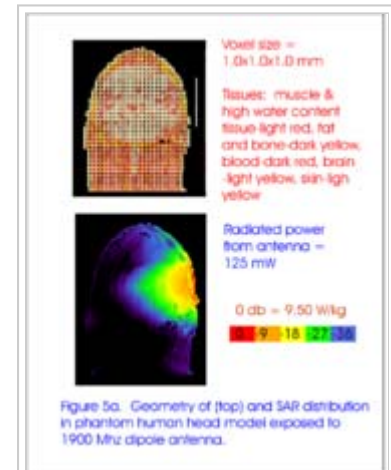 Voxel size =
1.0x1.0x1.0 mm
Tissues: muscle &
high water content
tissue-light red, fat
and bone-dark yellow,
blood-dark red, brain
-light yellow, skin-ligh
yellow
Radiated power
from antenna =
125 mW
0 db = 9.50 W/kg
0 -9 -18 -27 -36
Figure 5a. Geometry of (top) and SAR distribution
in phantom human head model exposed to
1900 Mhz dipole antenna.